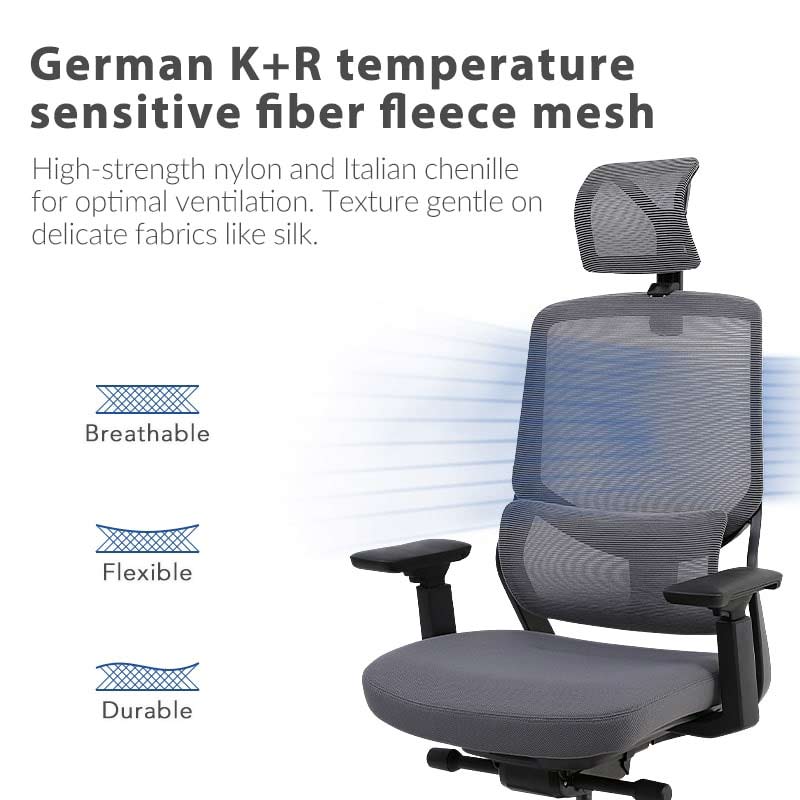 German K+R temperature
sensitive fiber fleece mesh
High-strength nylon and Italian chenille
for optimal ventilation. Texture gentle on
delicate fabrics like silk.
Breathable
Flexible
Durable